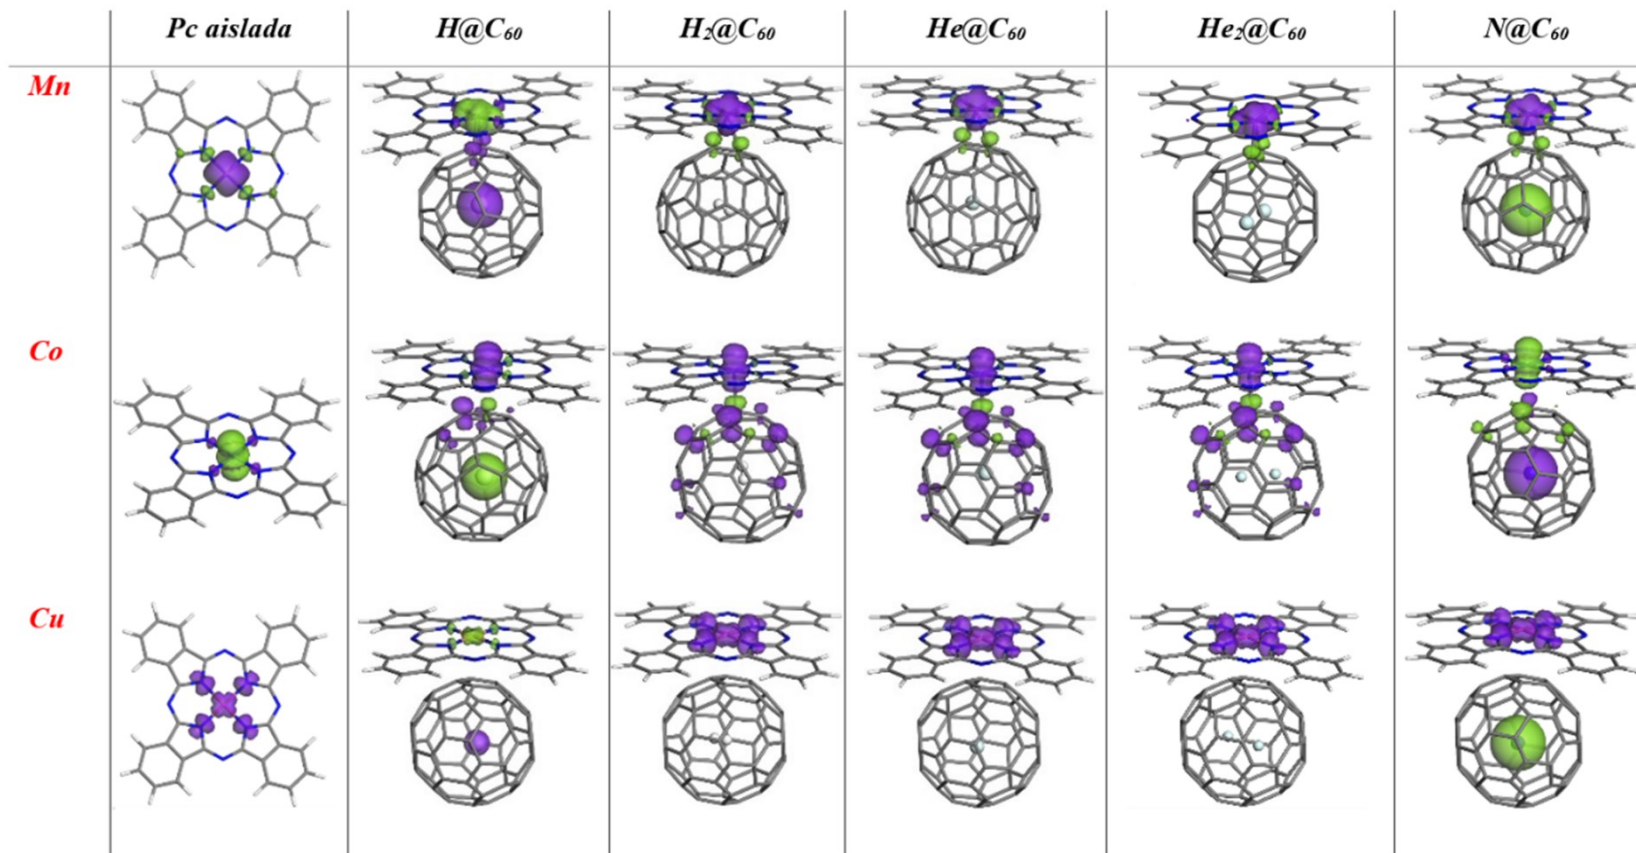 Pc aislada H@C₆₀ H₂@C₆₀ He@C₆₀ He₂@C₆₀ N@C₆₀
Mn
Co
Cu